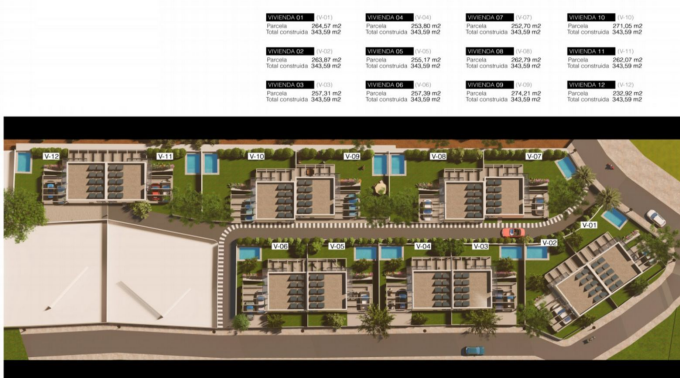 VIVIENDA 01 (V-01)
Parcela 264,57 m2
Total construida 343,59 m2
VIVIENDA 02 (V-02)
Parcela 263,87 m2
Total construida 343,59 m2
VIVIENDA 03 (V-03)
Parcela 257,31 m2
Total construida 343,59 m2
VIVIENDA 04 (V-04)
Parcela 253,80 m2
Total construida 343,59 m2
VIVIENDA 05 (V-05)
Parcela 255,17 m2
Total construida 343,59 m2
VIVIENDA 06 (V-06)
Parcela 257,39 m2
Total construida 343,59 m2
VIVIENDA 07 (V-07)
Parcela 252,70 m2
Total construida 343,59 m2
VIVIENDA 08 (V-08)
Parcela 262,79 m2
Total construida 343,59 m2
VIVIENDA 09 (V-09)
Parcela 274,21 m2
Total construida 343,59 m2
VIVIENDA 10 (V-10)
Parcela 271,05 m2
Total construida 343,59 m2
VIVIENDA 11 (V-11)
Parcela 262,07 m2
Total construida 343,59 m2
VIVIENDA 12 (V-12)
Parcela 232,92 m2
Total construida 343,59 m2
V-12 V-11 V-10 V-09 V-08 V-07
V-01
V-06 V-05 V-04 V-03 V-02